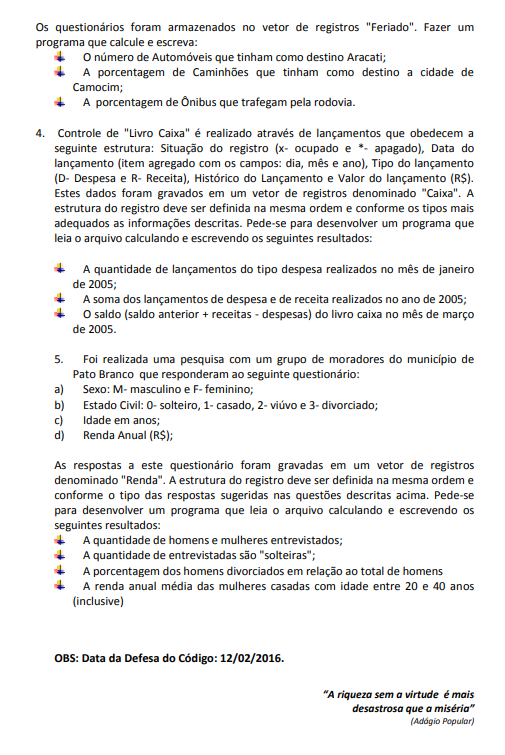 Os questionários foram armazenados no vetor de registros "Feriado". Fazer um
programa que calcule e escreva:
O número de Automóveis que tinham como destino Aracati;
A porcentagem de Caminhões que tinham como destino a cidade de
Camocim;
A porcentagem de Ônibus que trafegam pela rodovia.
4. Controle de "Livro Caixa" é realizado através de lançamentos que obedecem a
seguinte estrutura: Situação do registro (x- ocupado e *- apagado), Data do
lançamento (item agregado com os campos: dia, mês e ano), Tipo do lançamento
(D- Despesa e R- Receita), Histórico do Lançamento e Valor do lançamento (R$).
Estes dados foram gravados em um vetor de registros denominado "Caixa". A
estrutura do registro deve ser definida na mesma ordem e conforme os tipos mais
adequados as informações descritas. Pede-se para desenvolver um programa que
leia o arquivo calculando e escrevendo os seguintes resultados:
A quantidade de lançamentos do tipo despesa realizados no mês de janeiro
de 2005;
A soma dos lançamentos de despesa e de receita realizados no ano de 2005;
O saldo (saldo anterior + receitas - despesas) do livro caixa no mês de março
de 2005.
5. Foi realizada uma pesquisa com um grupo de moradores do município de
Pato Branco que responderam ao seguinte questionário:
a) Sexo: M- masculino e F- feminino;
b) Estado Civil: 0- solteiro, 1- casado, 2- viúvo e 3- divorciado;
c) Idade em anos;
d) Renda Anual (R$);
As respostas a este questionário foram gravadas em um vetor de registros
denominado "Renda". A estrutura do registro deve ser definida na mesma ordem e
conforme o tipo das respostas sugeridas nas questões descritas acima. Pede-se
para desenvolver um programa que leia o arquivo calculando e escrevendo os
seguintes resultados:
A quantidade de homens e mulheres entrevistados;
A quantidade de entrevistadas são "solteiras";
A porcentagem dos homens divorciados em relação ao total de homens
A renda anual média das mulheres casadas com idade entre 20 e 40 anos
(inclusive)
OBS: Data da Defesa do Código: 12/02/2016.
“A riqueza sem a virtude é mais
desastrosa que a miséria”
(Adágio Popular)